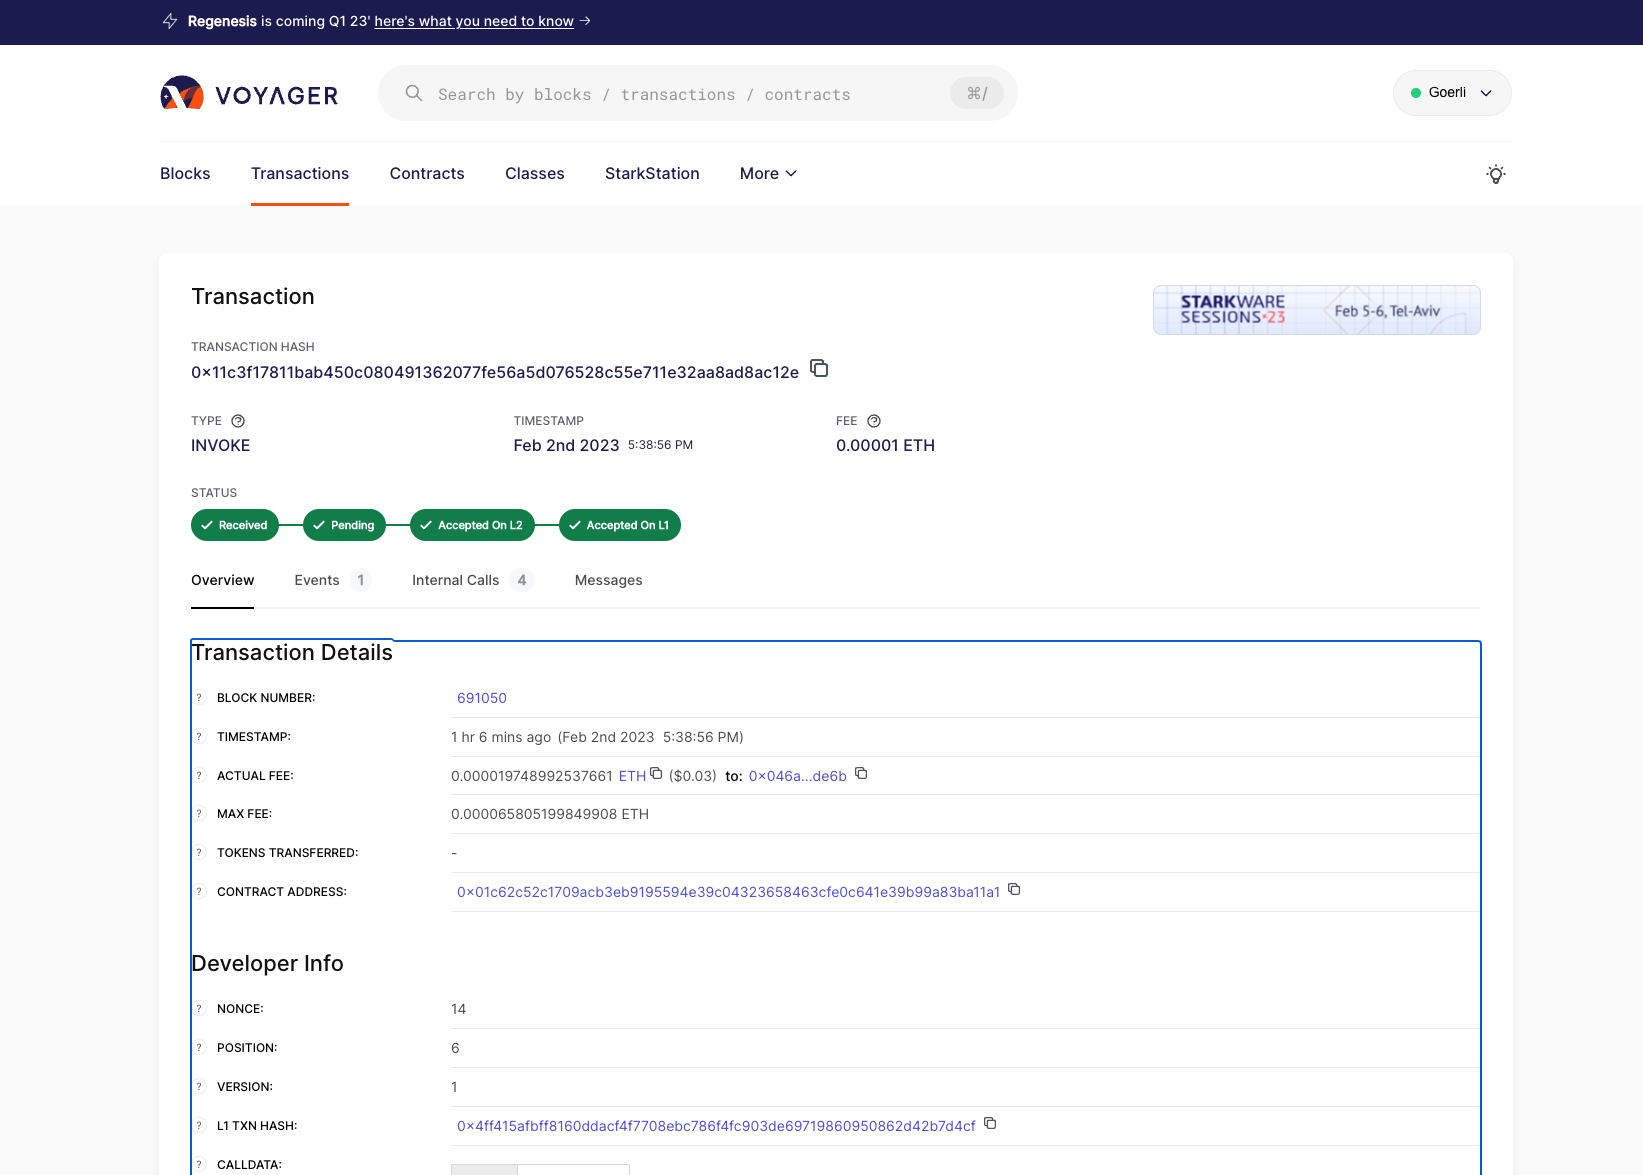 Regenesis is coming Q1 23' here's what you need to know →
VOYAGER
Search by blocks / transactions / contracts
⌘/
Goerli
Blocks Transactions Contracts Classes StarkStation More
Transaction
STARKWARE SESSIONS 23 Feb 5-6, Tel-Aviv
TRANSACTION HASH
0x11c3f17811bab450c080491362077fe56a5d076528c55e711e32aa8ad8ac12e
TYPE ? TIMESTAMP FEE ?
INVOKE Feb 2nd 2023 5:38:56 PM 0.00001 ETH
STATUS
Received Pending Accepted On L2 Accepted On L1
Overview Events 1 Internal Calls 4 Messages
Transaction Details
? BLOCK NUMBER: 691050
? TIMESTAMP: 1 hr 6 mins ago (Feb 2nd 2023 5:38:56 PM)
? ACTUAL FEE: 0.000019748992537661 ETH ($0.03) to: 0x046a...de6b
? MAX FEE: 0.000065805199849908 ETH
? TOKENS TRANSFERRED: -
? CONTRACT ADDRESS: 0x01c62c52c1709acb3eb9195594e39c04323658463cfe0c641e39b99a83ba11a1
Developer Info
? NONCE: 14
? POSITION: 6
? VERSION: 1
? L1 TXN HASH: 0x4ff415afbff8160ddacf4f7708ebc786f4fc903de69719860950862d42b7d4cf
? CALLDATA: